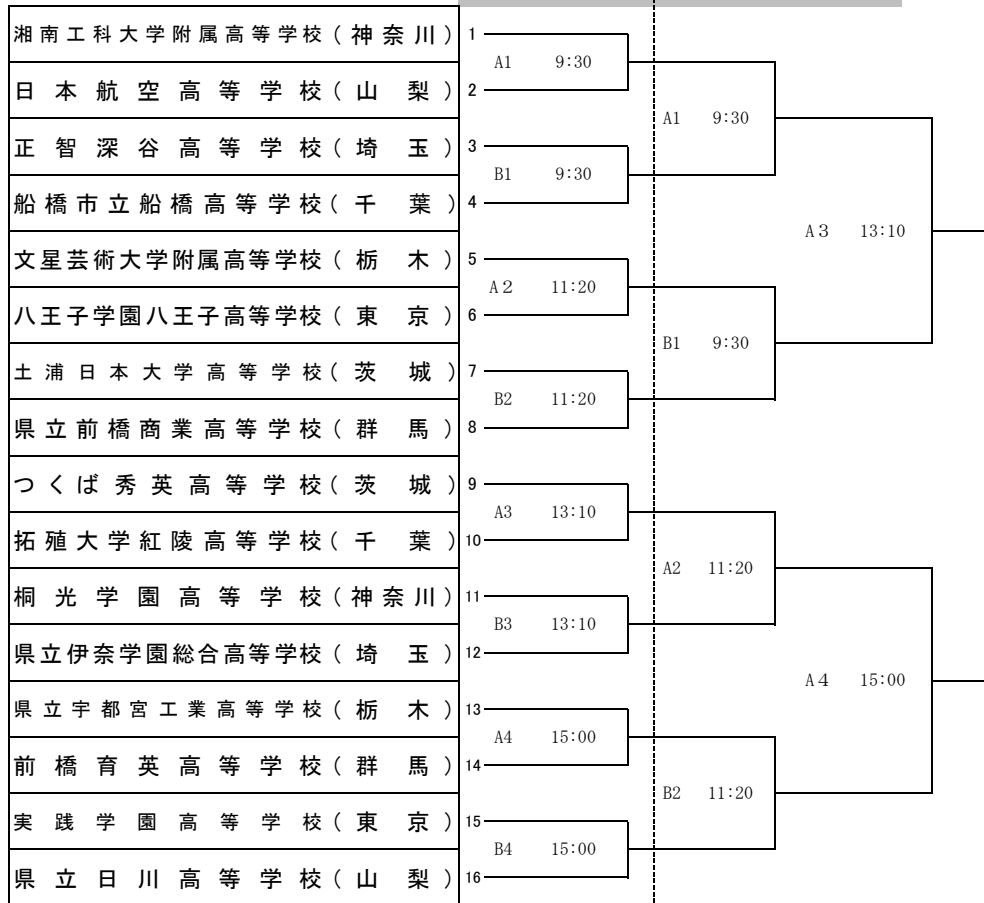 湘南工科大学附属高等学校(神奈川) 1
A1 9:30
日本航空高等学校(山梨) 2
A1 9:30
正智深谷高等学校(埼玉) 3
B1 9:30
船橋市立船橋高等学校(千葉) 4
A3 13:10
文星芸術大学附属高等学校(栃木) 5
A2 11:20
八王子学園八王子高等学校(東京) 6
B1 9:30
土浦日本大学高等学校(茨城) 7
B2 11:20
県立前橋商業高等学校(群馬) 8
つくば秀英高等学校(茨城) 9
A3 13:10
拓殖大学紅陵高等学校(千葉) 10
A2 11:20
桐光学園高等学校(神奈川) 11
B3 13:10
県立伊奈学園総合高等学校(埼玉) 12
A4 15:00
県立宇都宮工業高等学校(栃木) 13
A4 15:00
前橋育英高等学校(群馬) 14
B2 11:20
実践学園高等学校(東京) 15
B4 15:00
県立日川高等学校(山梨) 16